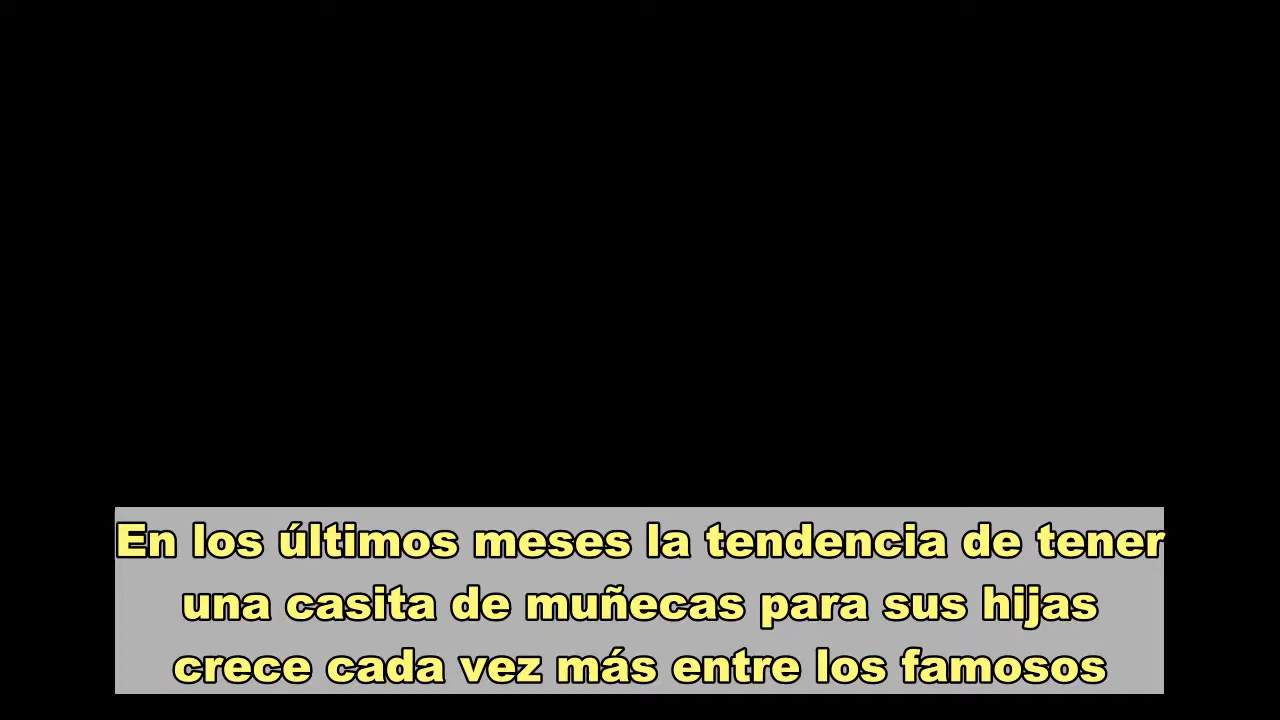 En los últimos meses la tendencia de tener
una casita de muñecas para sus hijas
crece cada vez más entre los famosos